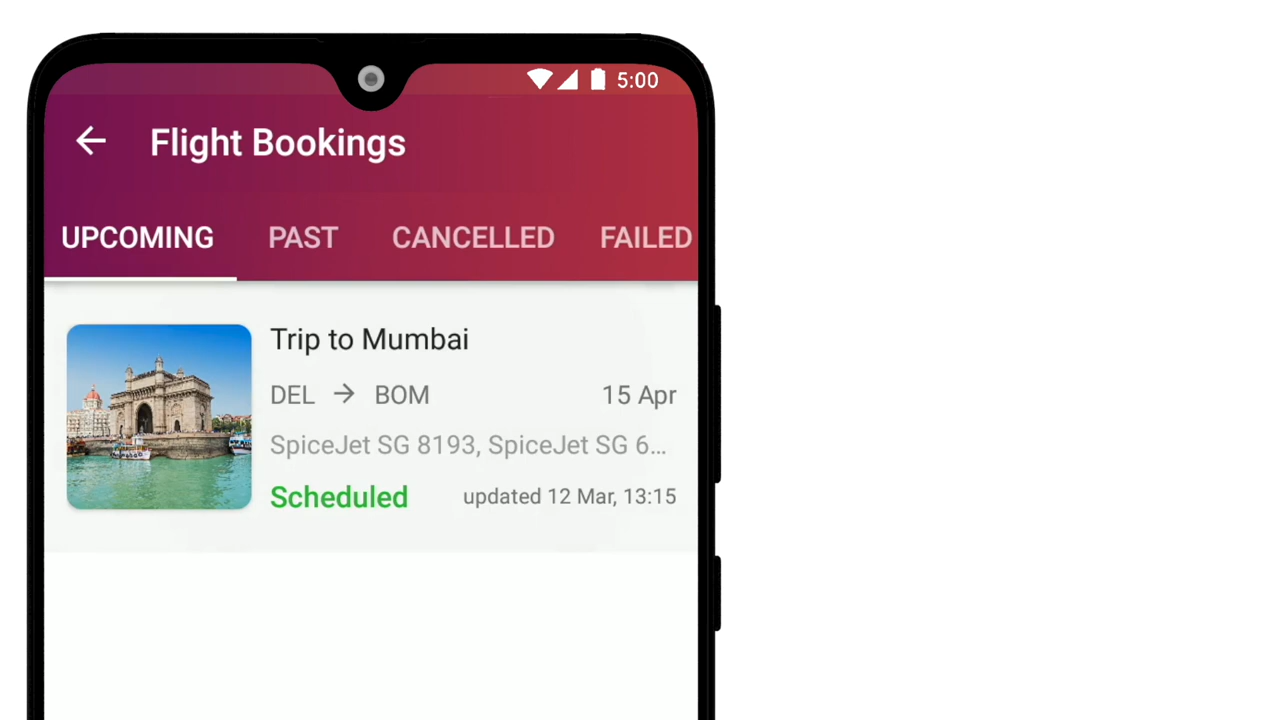 5:00
Flight Bookings
UPCOMING PAST CANCELLED FAILED
Trip to Mumbai
DEL → BOM 15 Apr
SpiceJet SG 8193, SpiceJet SG 6...
Scheduled updated 12 Mar, 13:15